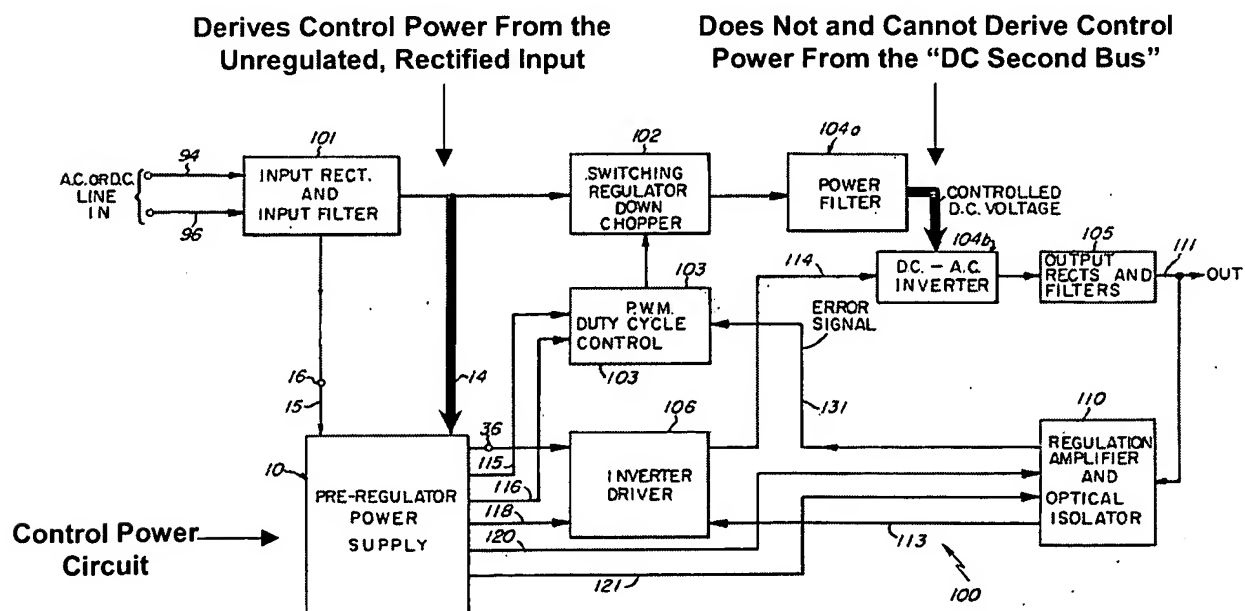 Derives Control Power From the
Unregulated, Rectified Input
Does Not and Cannot Derive Control
Power From the “DC Second Bus”
101
102
104a
94
A.C. OR D.C.
LINE
IN
96
INPUT RECT.
AND
INPUT FILTER
SWITCHING
REGULATOR
DOWN
CHOPPER
POWER
FILTER
CONTROLLED
D.C. VOLTAGE
104b
105
111
114
D.C. – A.C.
INVERTER
OUTPUT
RECTS AND
FILTERS
OUT
103
P.W.M.
DUTY CYCLE
CONTROL
103
ERROR
SIGNAL
16
15
14
131
36
106
110
10
115
116
118
120
121
PRE-REGULATOR
POWER
SUPPLY
INVERTER
DRIVER
REGULATION
AMPLIFIER
AND
OPTICAL
ISOLATOR
113
100
Control Power
Circuit